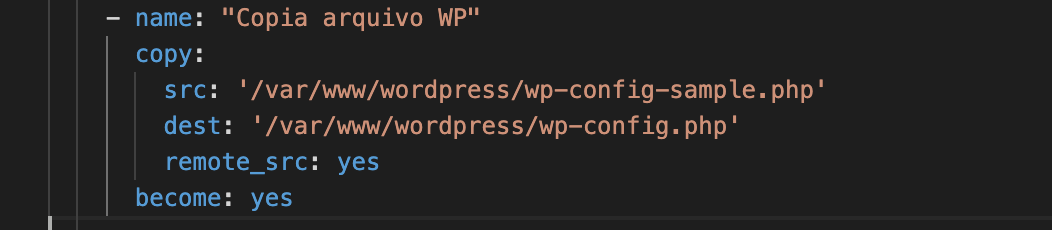 - name: "Copia arquivo WP"
copy:
src: '/var/www/wordpress/wp-config-sample.php'
dest: '/var/www/wordpress/wp-config.php'
remote_src: yes
become: yes